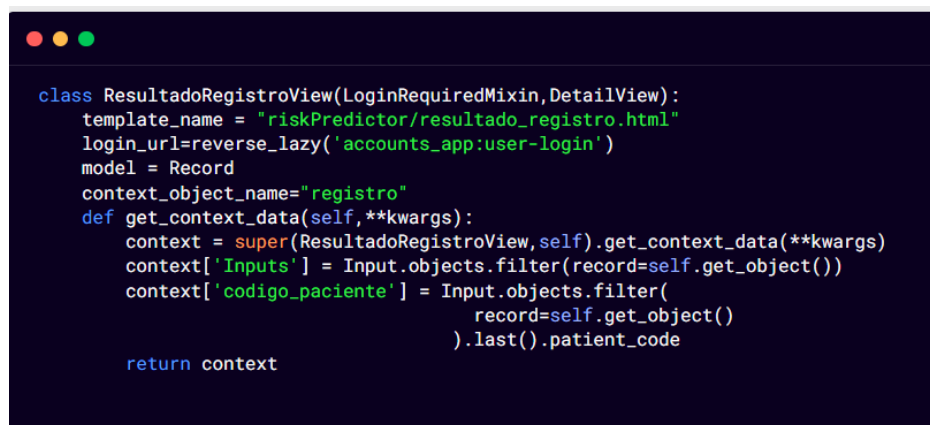 class ResultadoRegistroView(LoginRequiredMixin,DetailView):
    template_name = "riskPredictor/resultado_registro.html"
    login_url=reverse_lazy('accounts_app:user-login')
    model = Record
    context_object_name="registro"
    def get_context_data(self,**kwargs):
        context = super(ResultadoRegistroView,self).get_context_data(**kwargs)
        context['Inputs'] = Input.objects.filter(record=self.get_object())
        context['codigo_paciente'] = Input.objects.filter(
                                        record=self.get_object()
                                      ).last().patient_code
        return context